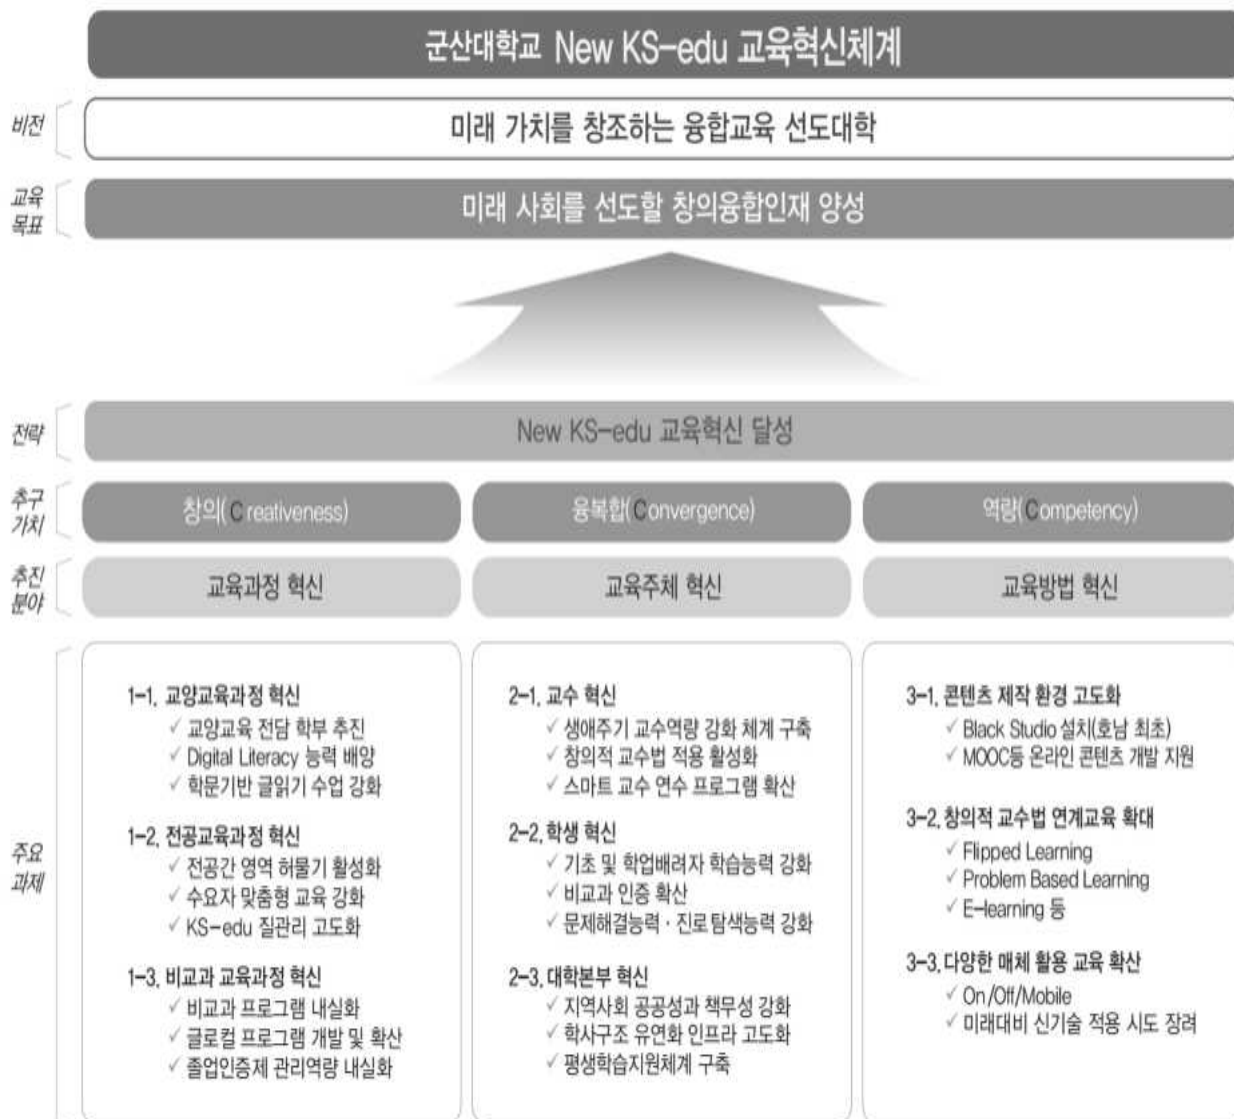 군산대학교 New KS-edu 교육혁신체계
비전
미래 가치를 창조하는 융합교육 선도대학
교육
목표
미래 사회를 선도할 창의융합인재 양성
전략
New KS-edu 교육혁신 달성
추구
가치
창의(Creativeness)
융복합(Convergence)
역량(Competency)
추진
분야
교육과정 혁신
교육주체 혁신
교육방법 혁신
주요
과제
1-1. 교양교육과정 혁신
✓ 교양교육 전담 학부 추진
✓ Digital Literacy 능력 배양
✓ 학문기반 글읽기 수업 강화
1-2. 전공교육과정 혁신
✓ 전공간 영역 허물기 활성화
✓ 수요자 맞춤형 교육 강화
✓ KS-edu 질관리 고도화
1-3. 비교과 교육과정 혁신
✓ 비교과 프로그램 내실화
✓ 글로컬 프로그램 개발 및 확산
✓ 졸업인증제 관리역량 내실화
2-1. 교수 혁신
✓ 생애주기 교수역량 강화 체계 구축
✓ 창의적 교수법 적용 활성화
✓ 스마트 교수 연수 프로그램 확산
2-2. 학생 혁신
✓ 기초 및 학업배려자 학습능력 강화
✓ 비교과 인증 확산
✓ 문제해결능력 · 진로탐색능력 강화
2-3. 대학본부 혁신
✓ 지역사회 공공성과 책무성 강화
✓ 학사구조 유연화 인프라 고도화
✓ 평생학습지원체계 구축
3-1. 콘텐츠 제작 환경 고도화
✓ Black Studio 설치(호남 최초)
✓ MOOC등 온라인 콘텐츠 개발 지원
3-2. 창의적 교수법 연계교육 확대
✓ Flipped Learning
✓ Problem Based Learning
✓ E-learning 등
3-3. 다양한 매체 활용 교육 확산
✓ On/Off/Mobile
✓ 미래대비 신기술 적용 시도 장려